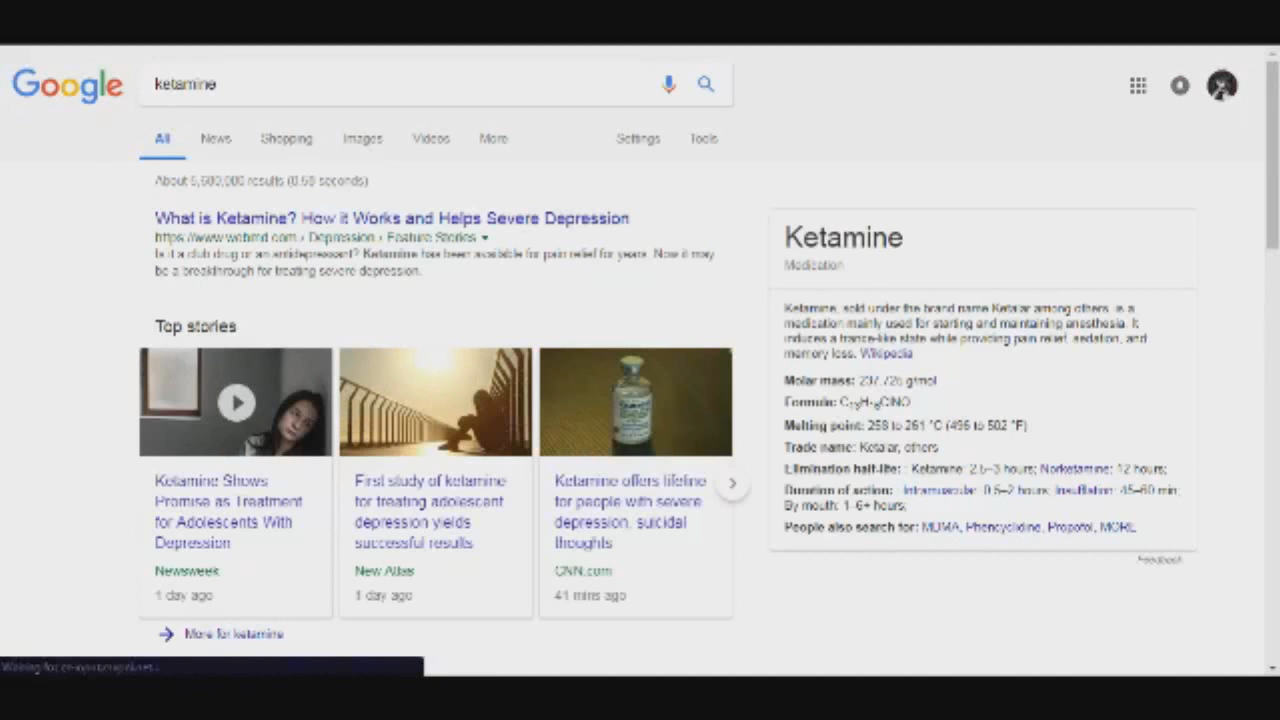 Google
ketamine
All News Shopping Images Videos More Settings Tools
About results (0.58 seconds)
What is Ketamine? How it Works and Helps Severe Depression
https://www.webmd.com › Depression › Feature Stories
Is it a club drug or an antidepressant? Ketamine has been available for pain relief for years. Now it may
be a breakthrough for treating severe depression.
Top stories
Ketamine Shows
Promise as Treatment
for Adolescents With
Depression
Newsweek
1 day ago
First study of ketamine
for treating adolescent
depression yields
successful results
New Atlas
1 day ago
Ketamine offers lifeline
for people with severe
depression, suicidal
thoughts
CNN.com
41 mins ago
More for ketamine
Ketamine
Medication
Ketamine, sold under the brand name Ketalar among others, is a
medication mainly used for starting and maintaining anesthesia. It
induces a trance-like state while providing pain relief, sedation, and
memory loss. Wikipedia
Molar mass: 237.725 g/mol
Formula:
Melting point: 258 to 261 °C (496 to 502 °F)
Trade name: Ketalar, others
Elimination half-life: : Ketamine: 2.5–3 hours; Norketamine: 12 hours;
Duration of action: : Intramuscular: 0.5–2 hours; Insufflation: 45–60 min;
By mouth: 1–6+ hours;
People also search for: MDMA, Phencyclidine, Propofol, MORE
Feedback
Waiting for